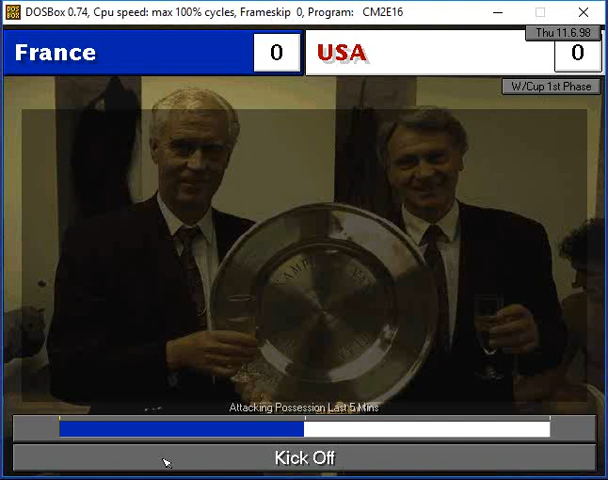 DOSBox 0.74, Cpu speed: max 100% cycles, Frameskip 0, Program: CM2E16
Thu 11.6.98
France 0 USA 0
W/Cup 1st Phase
Attacking Possession Last 5 Mins
Kick Off